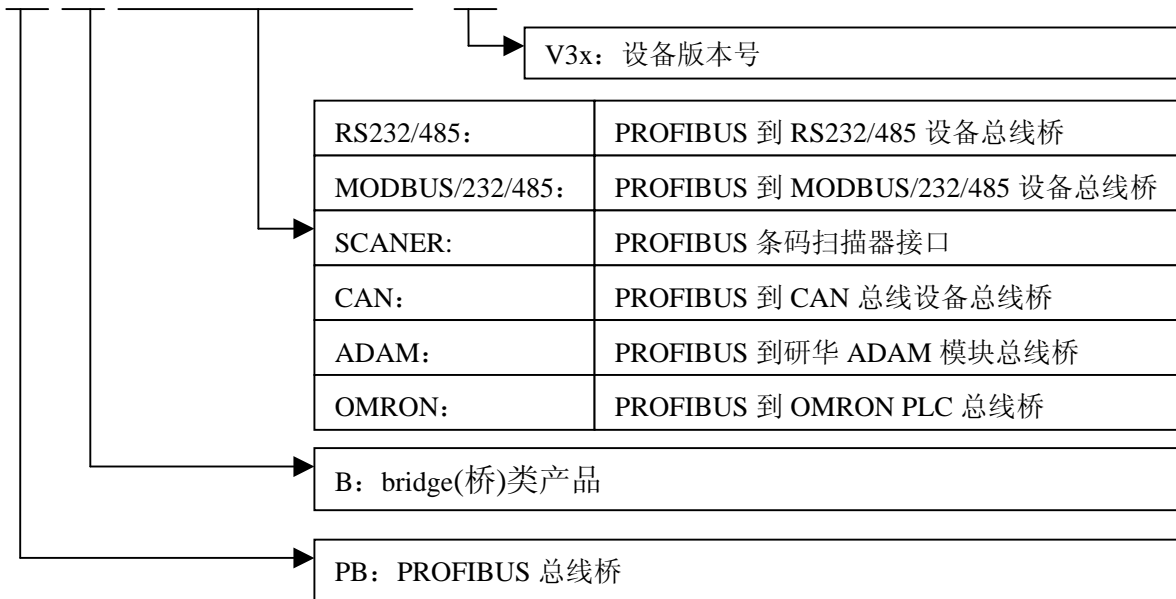 V3x：设备版本号
RS232/485： PROFIBUS 到 RS232/485 设备总线桥
MODBUS/232/485： PROFIBUS 到 MODBUS/232/485 设备总线桥
SCANER: PROFIBUS 条码扫描器接口
CAN： PROFIBUS 到 CAN 总线设备总线桥
ADAM： PROFIBUS 到研华 ADAM 模块总线桥
OMRON： PROFIBUS 到 OMRON PLC 总线桥
B：bridge(桥)类产品
PB：PROFIBUS 总线桥